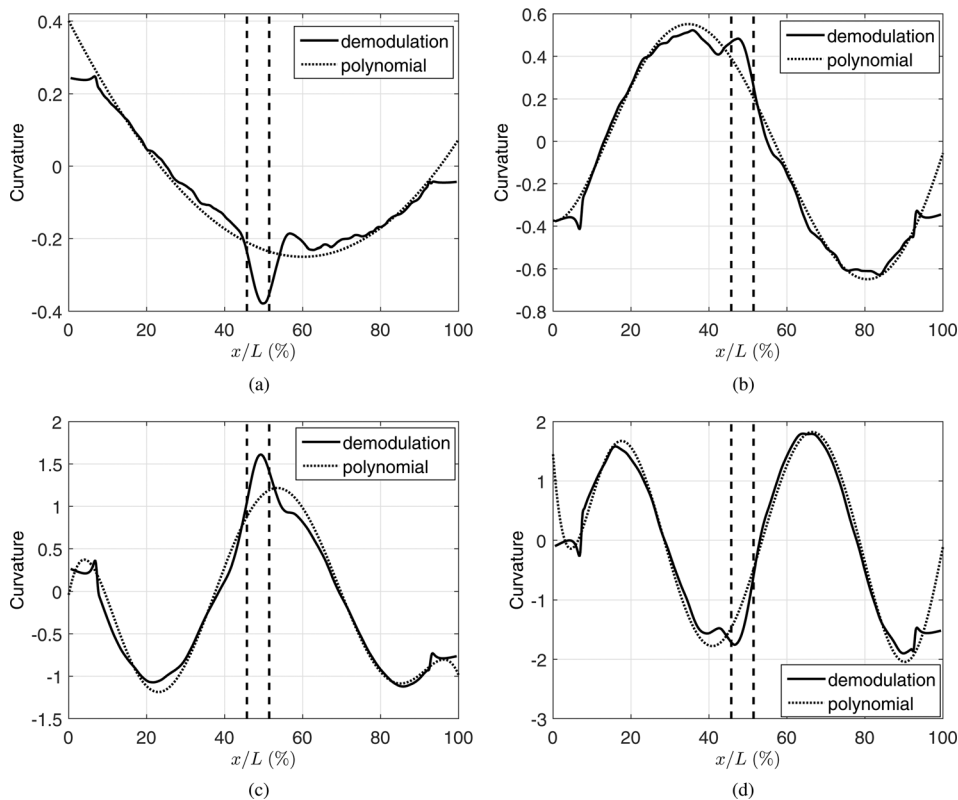 0.4
0.2
0
-0.2
-0.4
Curvature
demodulation
polynomial
0 20 40 60 80 100
x/L (%)
(a)
0.6
0.4
0.2
0
-0.2
-0.4
-0.6
-0.8
Curvature
demodulation
polynomial
0 20 40 60 80 100
x/L (%)
(b)
2
1.5
1
0.5
0
-0.5
-1
-1.5
Curvature
demodulation
polynomial
0 20 40 60 80 100
x/L (%)
(c)
2
1
0
-1
-2
-3
Curvature
demodulation
polynomial
0 20 40 60 80 100
x/L (%)
(d)